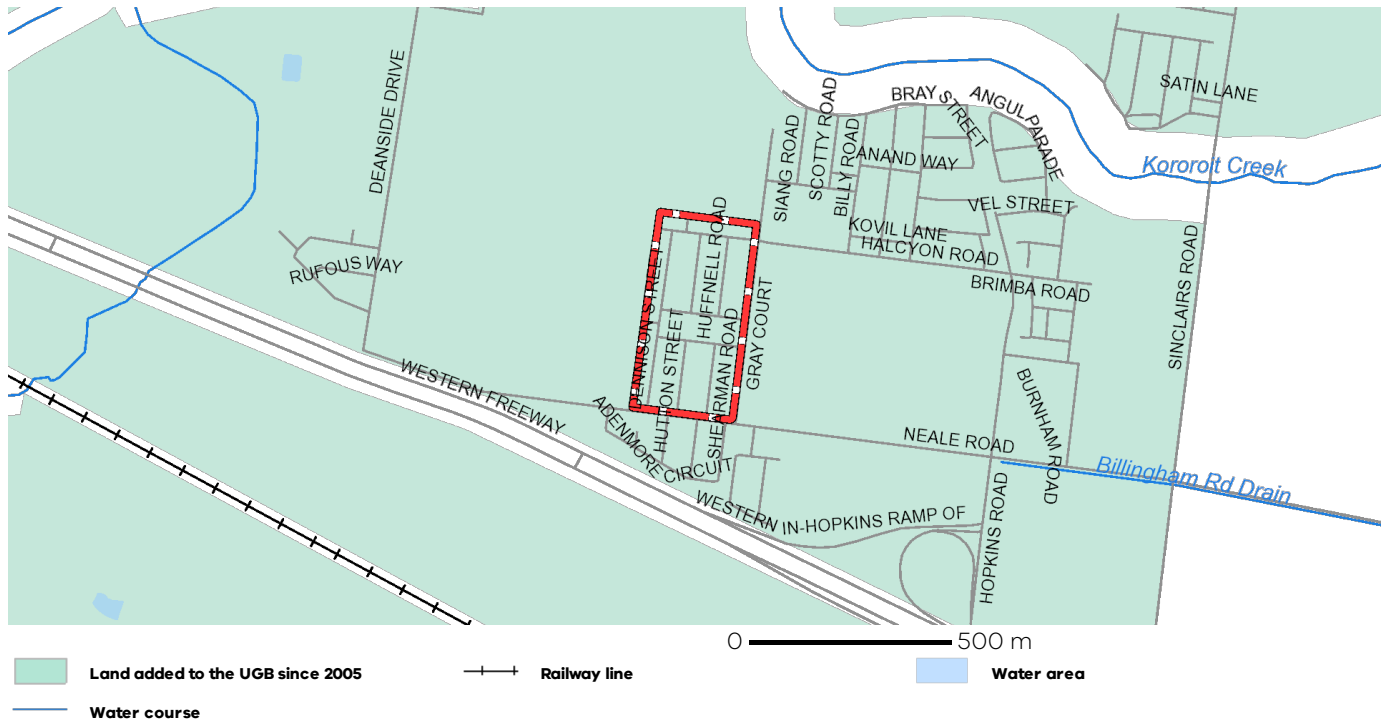 SATIN LANE
DEANSIDE DRIVE
BRAY STREET
ANGUL PARADE
SIANG ROAD
SCOTTY ROAD
BILLY ROAD
ANAND WAY
Kororoit Creek
VEL STREET
KOVIL LANE
HALCYON ROAD
RUFOUS WAY
BRIMBA ROAD
SINCLAIRS ROAD
DENNISON STREET
HUFFNELL ROAD
HUTTON STREET
SHEARMAN ROAD
GRAY COURT
WESTERN FREEWAY
ADENMORE CIRCUIT
NEALE ROAD
BURNHAM ROAD
Billingham Rd Drain
WESTERN IN-HOPKINS RAMP OF
HOPKINS ROAD
0 500 m
Land added to the UGB since 2005
Railway line
Water area
Water course